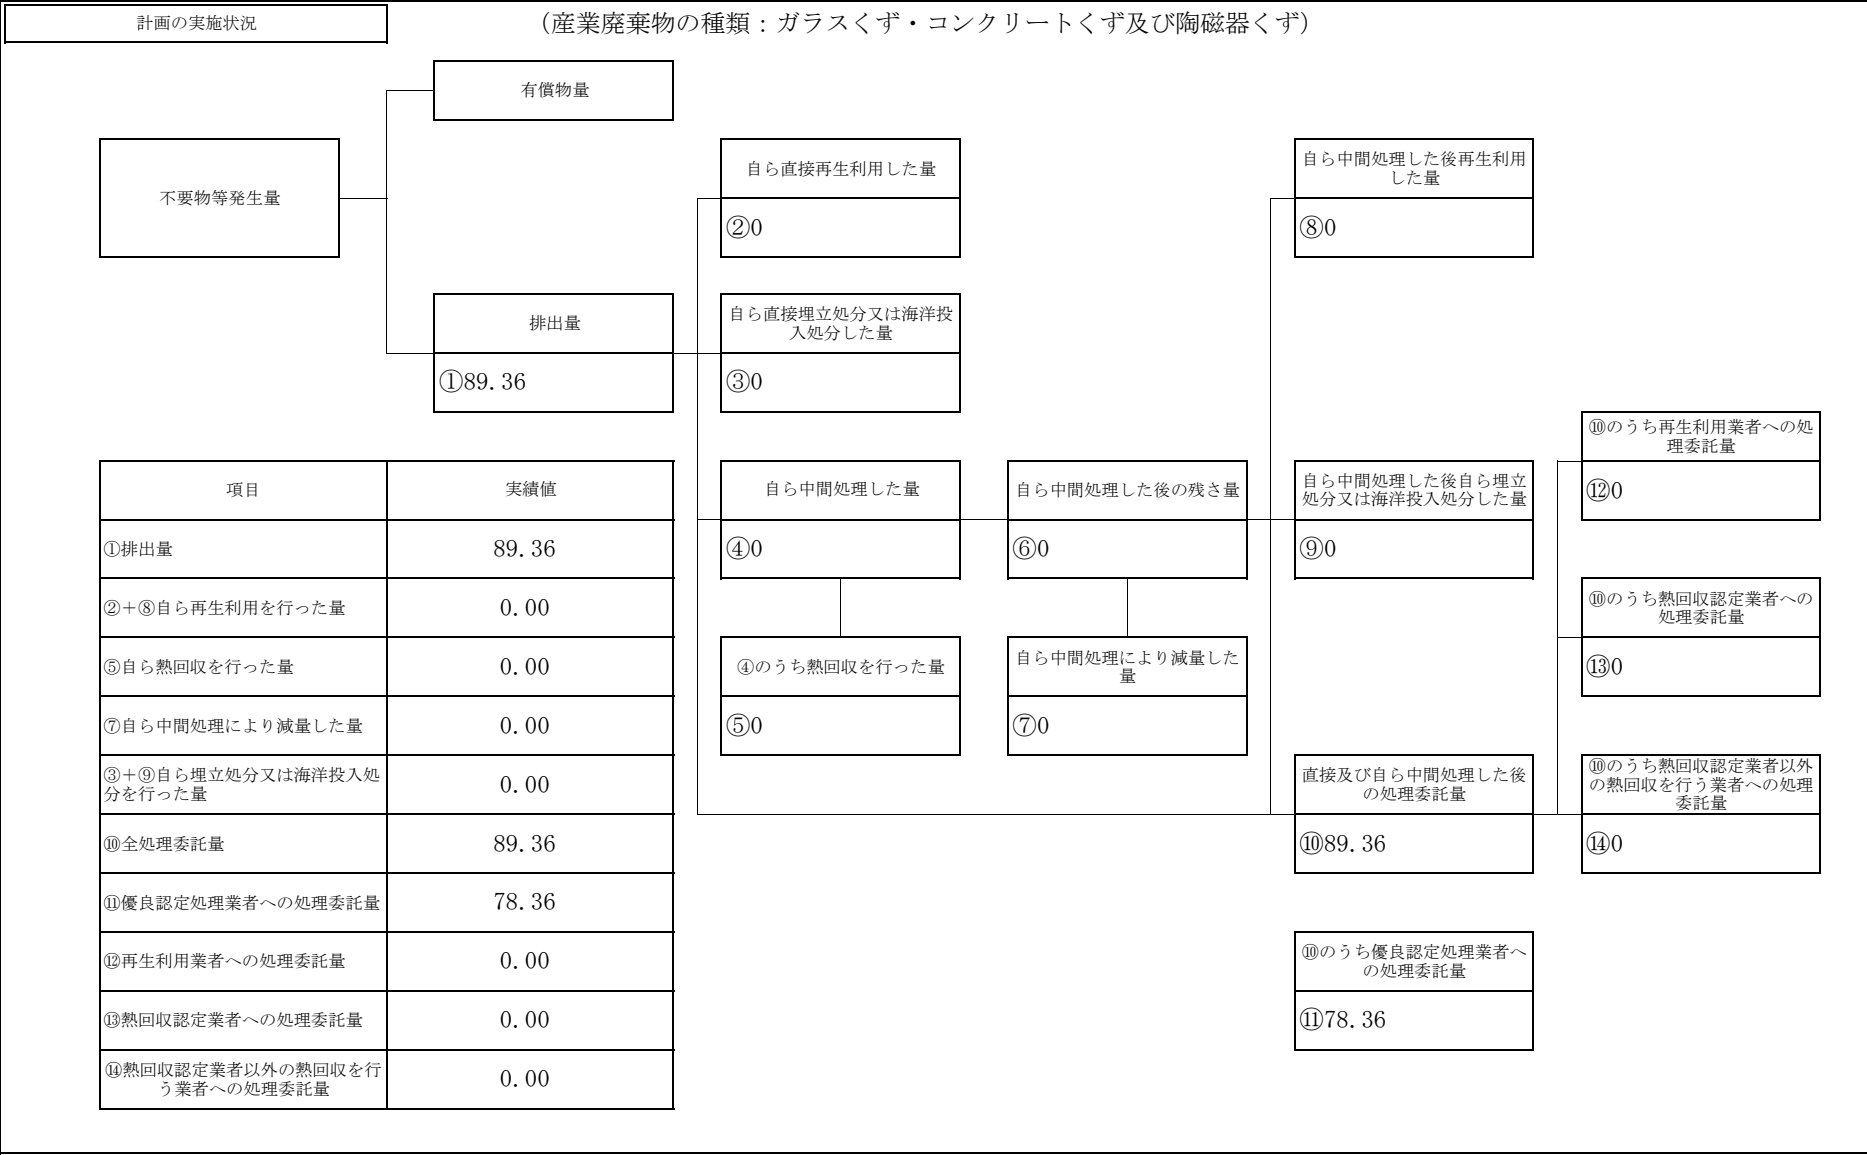 計画の実施状況
（産業廃棄物の種類：ガラスくず・コンクリートくず及び陶磁器くず）
有償物量
不要物等発生量
自ら直接再生利用した量
②0
自ら中間処理した後再生利用
した量
⑧0
排出量
①89.36
自ら直接埋立処分又は海洋投
入処分した量
③0
⑩のうち再生利用業者への処
理委託量
⑫0
自ら中間処理した量
④0
自ら中間処理した後の残さ量
⑥0
自ら中間処理した後自ら埋立
処分又は海洋投入処分した量
⑨0
⑩のうち熱回収認定業者への
処理委託量
⑬0
④のうち熱回収を行った量
⑤0
自ら中間処理により減量した
量
⑦0
直接及び自ら中間処理した後
の処理委託量
⑩89.36
⑩のうち熱回収認定業者以外
の熱回収を行う業者への処理
委託量
⑭0
⑩のうち優良認定処理業者へ
の処理委託量
⑪78.36
項目 実績値
①排出量 89.36
②＋⑧自ら再生利用を行った量 0.00
⑤自ら熱回収を行った量 0.00
⑦自ら中間処理により減量した量 0.00
③＋⑨自ら埋立処分又は海洋投入処
分を行った量 0.00
⑩全処理委託量 89.36
⑪優良認定処理業者への処理委託量 78.36
⑫再生利用業者への処理委託量 0.00
⑬熱回収認定業者への処理委託量 0.00
⑭熱回収認定業者以外の熱回収を行
う業者への処理委託量 0.00